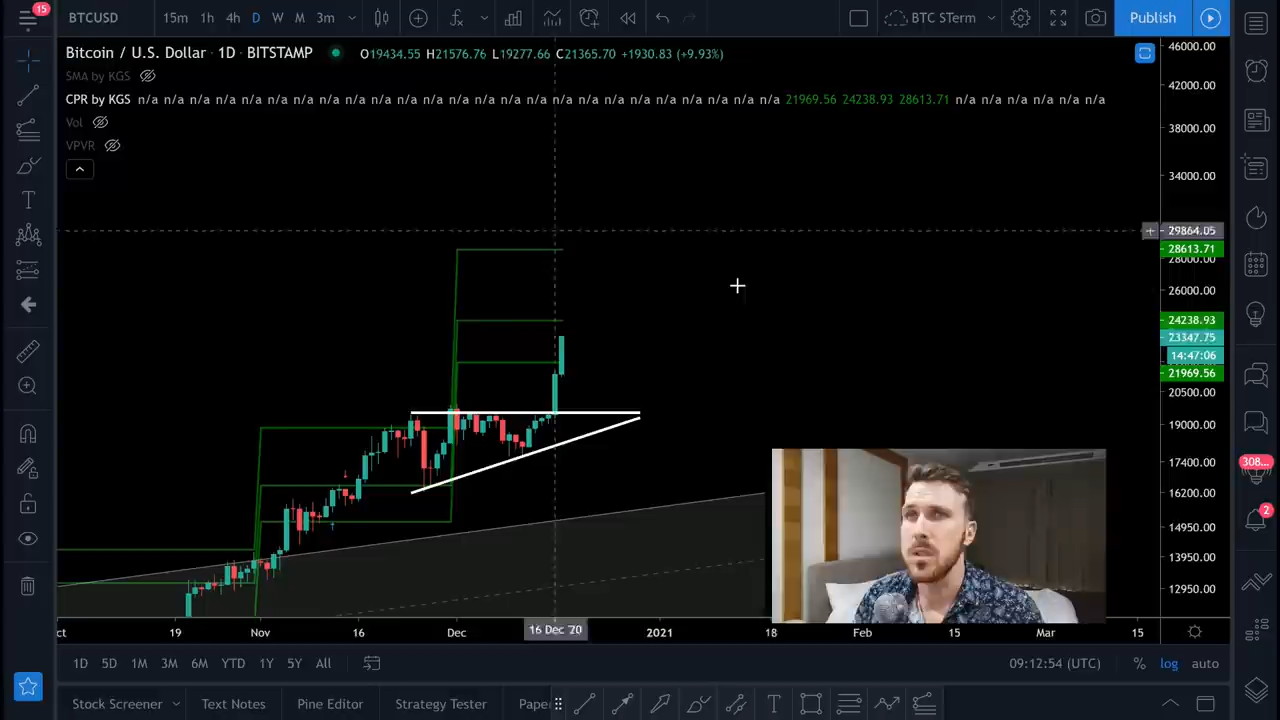 15
BTCUSD 15m 1h 4h D W M 3m BTC STerm Publish
Bitcoin / U.S. Dollar · 1D · BITSTAMP O19434.55 H21576.76 L19277.66 C21365.70 +1930.83 (+9.93%)
SMA by KGS
CPR by KGS n/a n/a n/a n/a n/a n/a n/a n/a n/a n/a n/a n/a n/a n/a n/a n/a n/a n/a n/a n/a n/a n/a n/a n/a n/a 21969.56 24238.93 28613.71 n/a n/a n/a n/a n/a n/a
Vol
VPVR
46000.00
42000.00
38000.00
34000.00
29864.05
28613.71
28000.00
26000.00
24238.93
23347.75
14:47:06
21969.56
20500.00
19000.00
17400.00
16200.00
14950.00
13950.00
12950.00
308...
2
ct 19 Nov 16 Dec 16 Dec '20 2021 18 Feb 15 Mar 15
1D 5D 1M 3M 6M YTD 1Y 5Y All 09:12:54 (UTC) % log auto
Stock Screener Text Notes Pine Editor Strategy Tester Pape